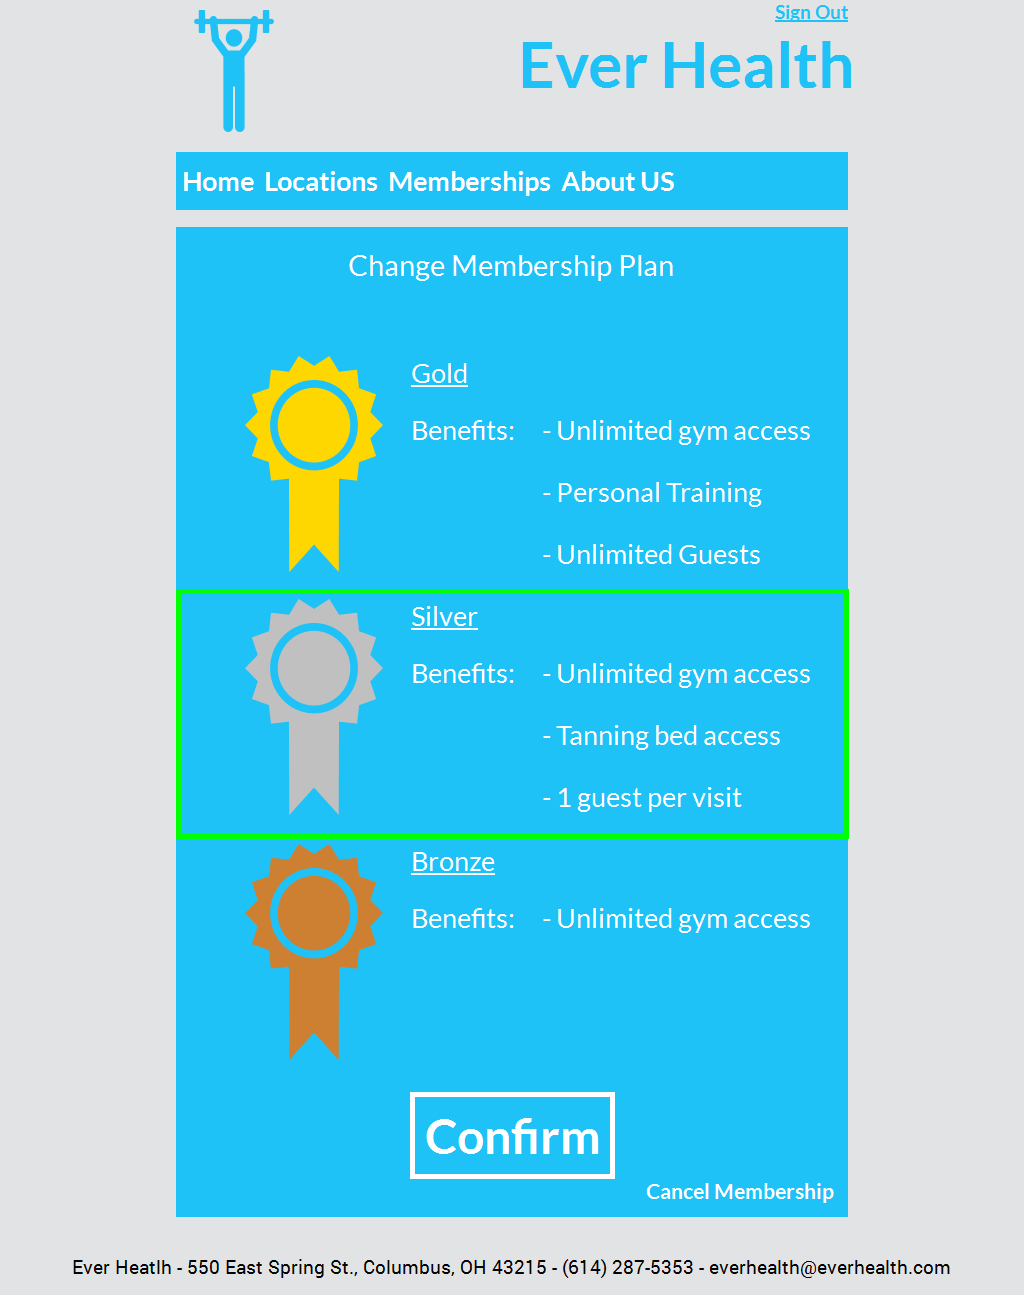 Sign Out
Ever Health
Home Locations Memberships About US
Change Membership Plan
Gold
Benefits: - Unlimited gym access
- Personal Training
- Unlimited Guests
Silver
Benefits: - Unlimited gym access
- Tanning bed access
- 1 guest per visit
Bronze
Benefits: - Unlimited gym access
Confirm
Cancel Membership
Ever Heatlh - 550 East Spring St., Columbus, OH 43215 - (614) 287-5353 - everhealth@everhealth.com